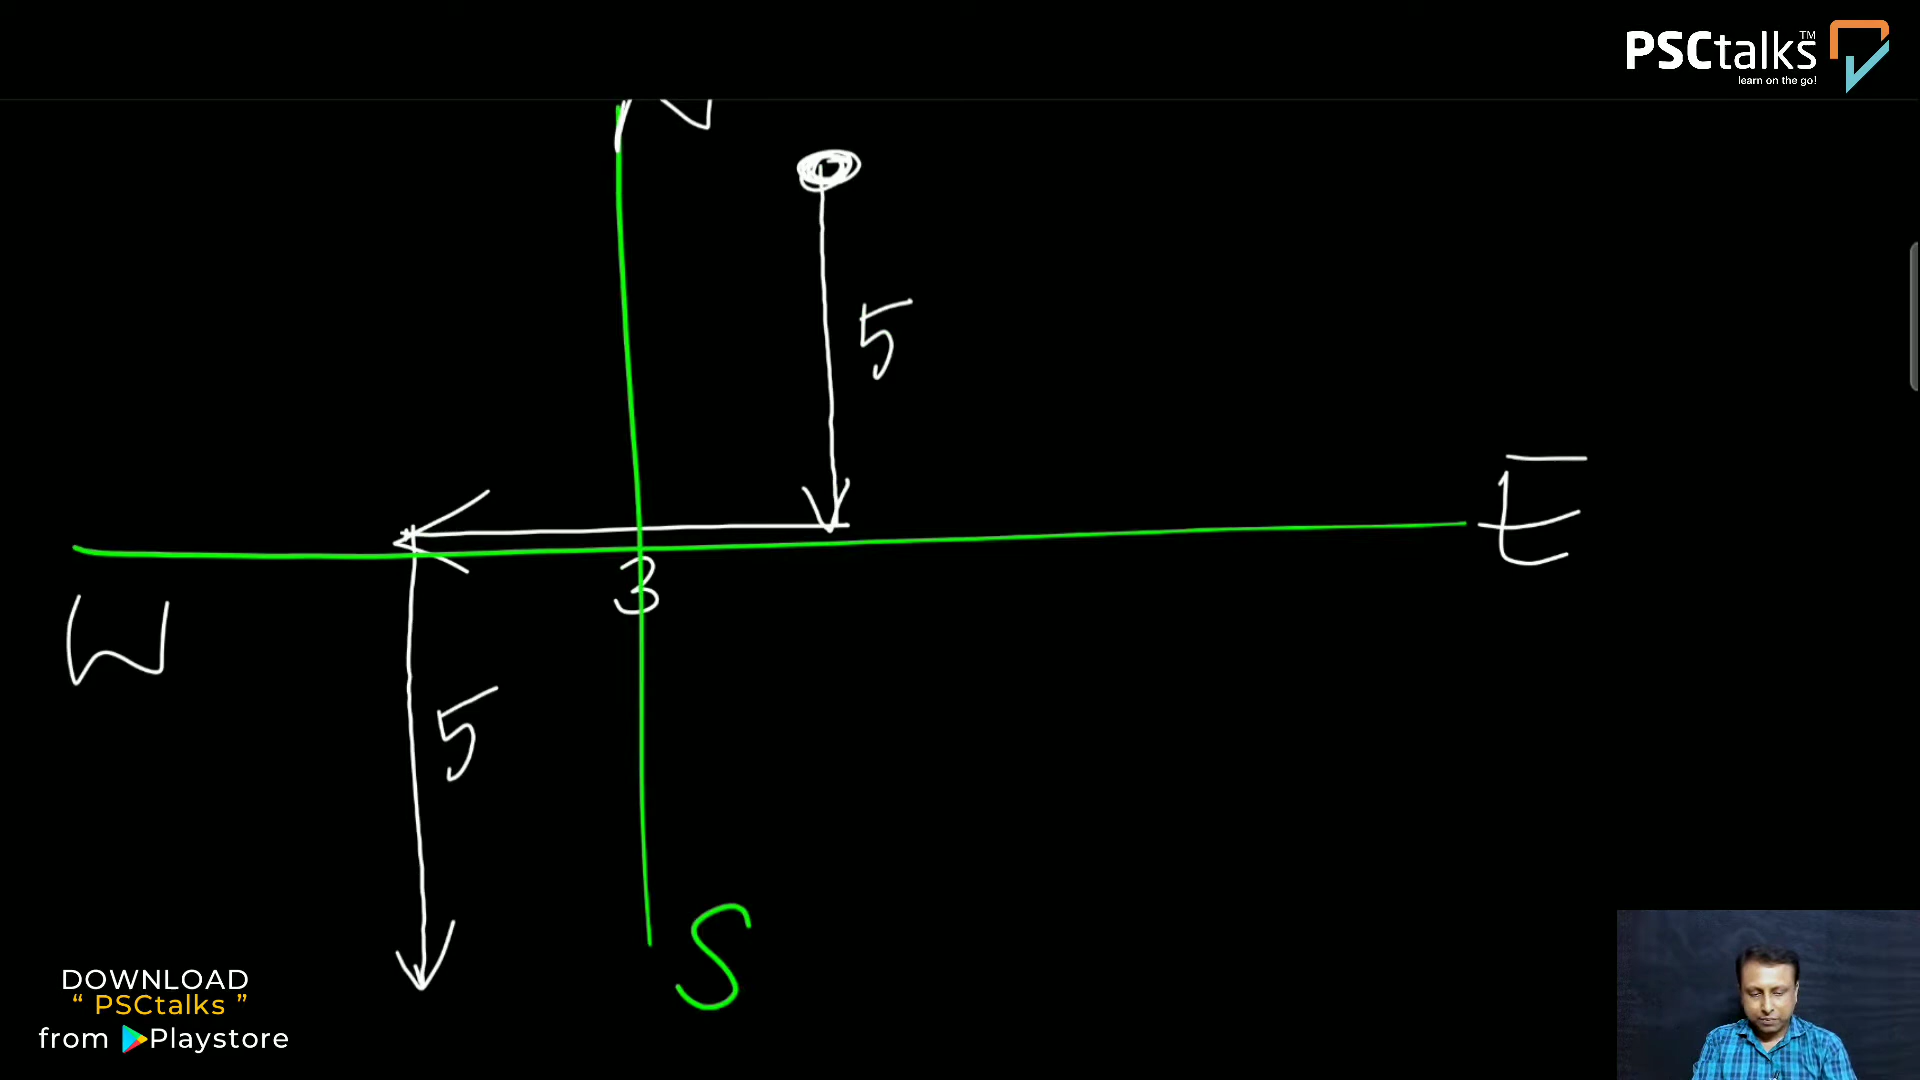 PSCtalks™
learn on the go!
N
5
E
3
W
5
S
DOWNLOAD
“ PSCtalks ”
from Playstore